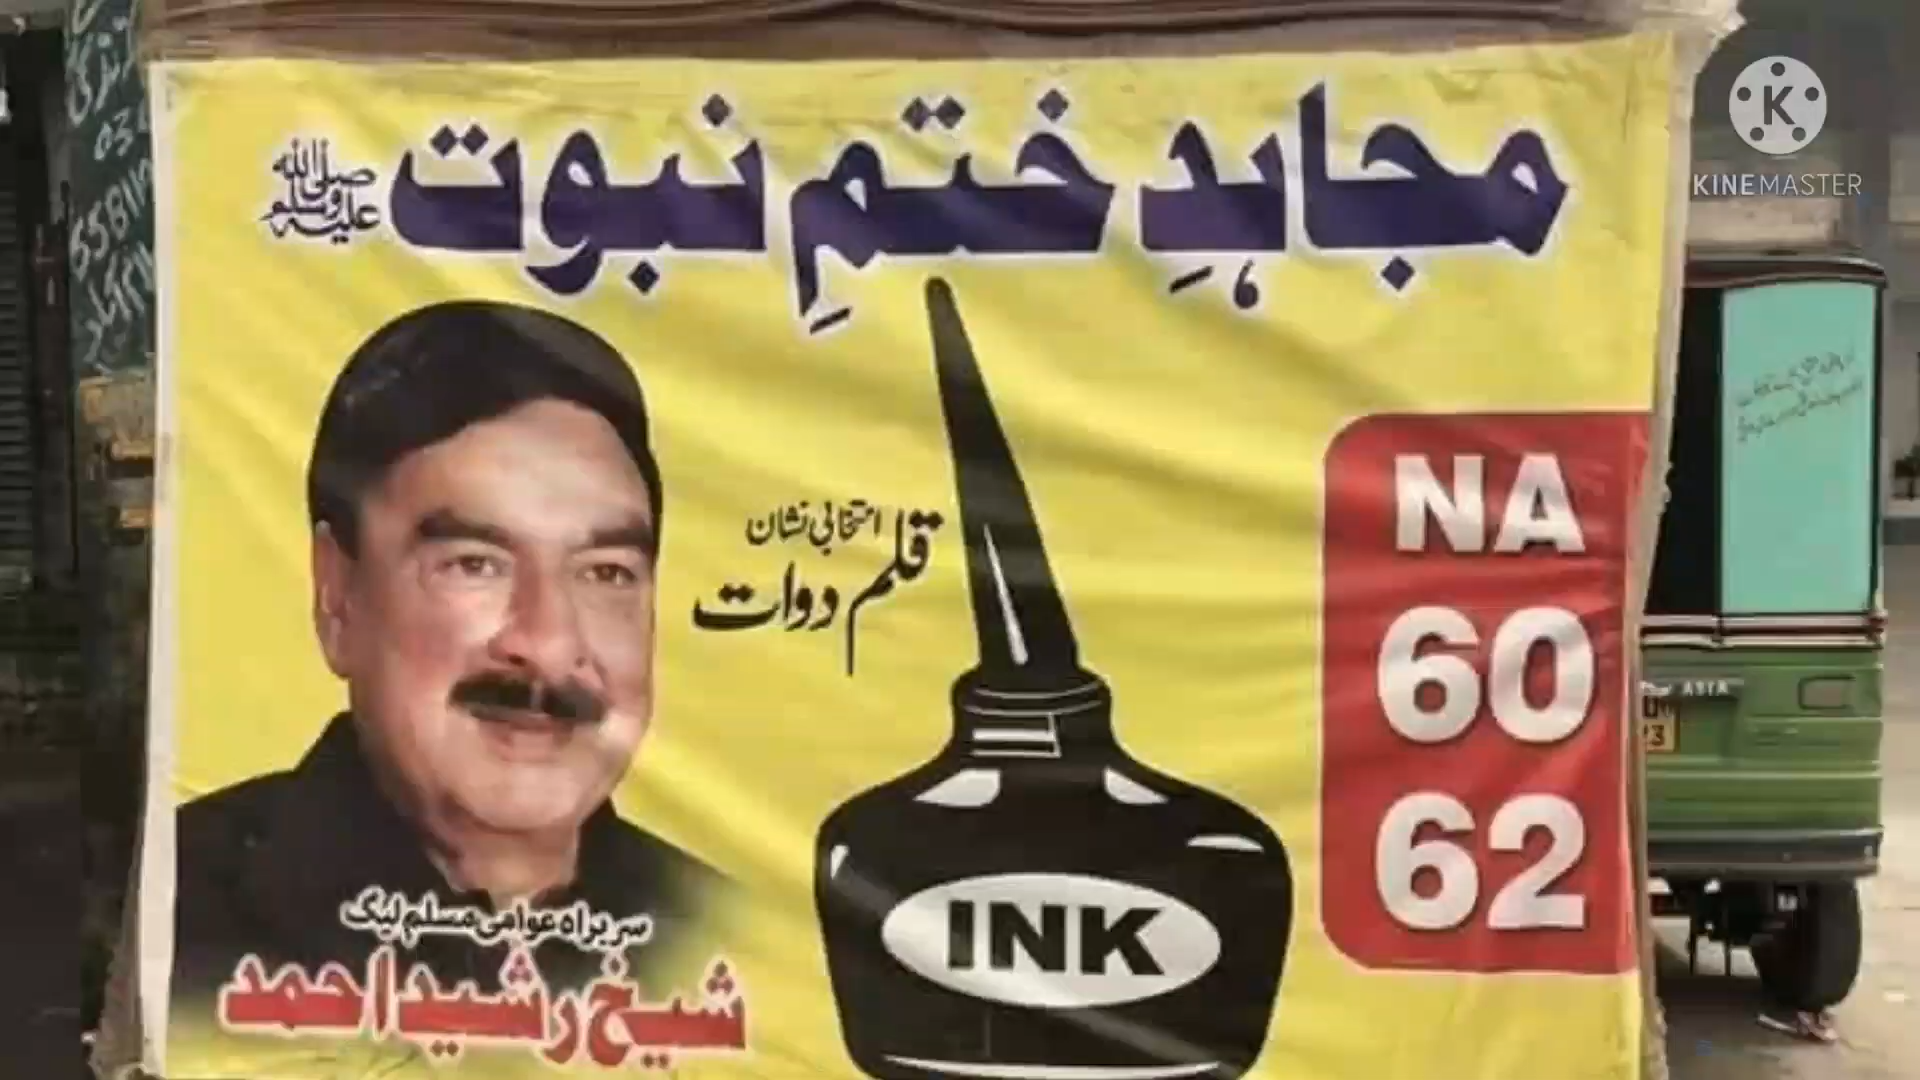 مجاہدِ ختمِ نبوت صلی اللہ علیہ وسلم
انتخابی نشان
قلم دوات
NA
60
62
INK
سربراہ عوامی مسلم لیگ
شیخ رشید احمد
K
KINEMASTER